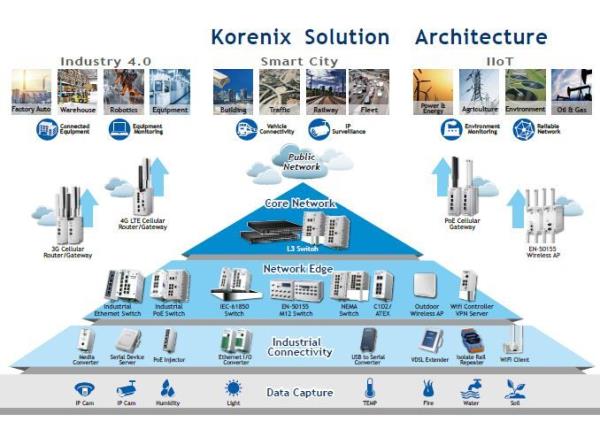 Korenix Solution Architecture
Industry 4.0
Smart City
IIoT
Factory Auto
Warehouse
Robotics
Equipment
Building
Traffic
Railway
Fleet
Power &
Energy
Agriculture
Environment
Oil & Gas
Connected
Equipment
Equipment
Monitoring
Vehicle
Connectivity
IP
Surveillance
Environment
Monitoring
Reliable
Network
Public
Network
3G Cellular
Router/Gateway
4G LTE Cellular
Router/Gateway
Core Network
L3 Switch
PoE Cellular
Gateway
EN-50155
Wireless AP
Network Edge
Industrial
Ethernet Switch
Industrial
PoE Switch
IEC-61850
Switch
EN-50155
M12 Switch
NEMA
Switch
C1D2/
ATEX
Outdoor
Wireless AP
Wifi Controller
VPN Server
Industrial
Connectivity
Media
Converter
Serial Device
Server
PoE Injector
Ethernet I/O
Converter
USB to Serial
Converter
VDSL Extender
Isolate Rail
Repeater
WIFI Client
Data Capture
IP Cam
IP Cam
Humidity
Light
TEMP
Fire
Water
Soil